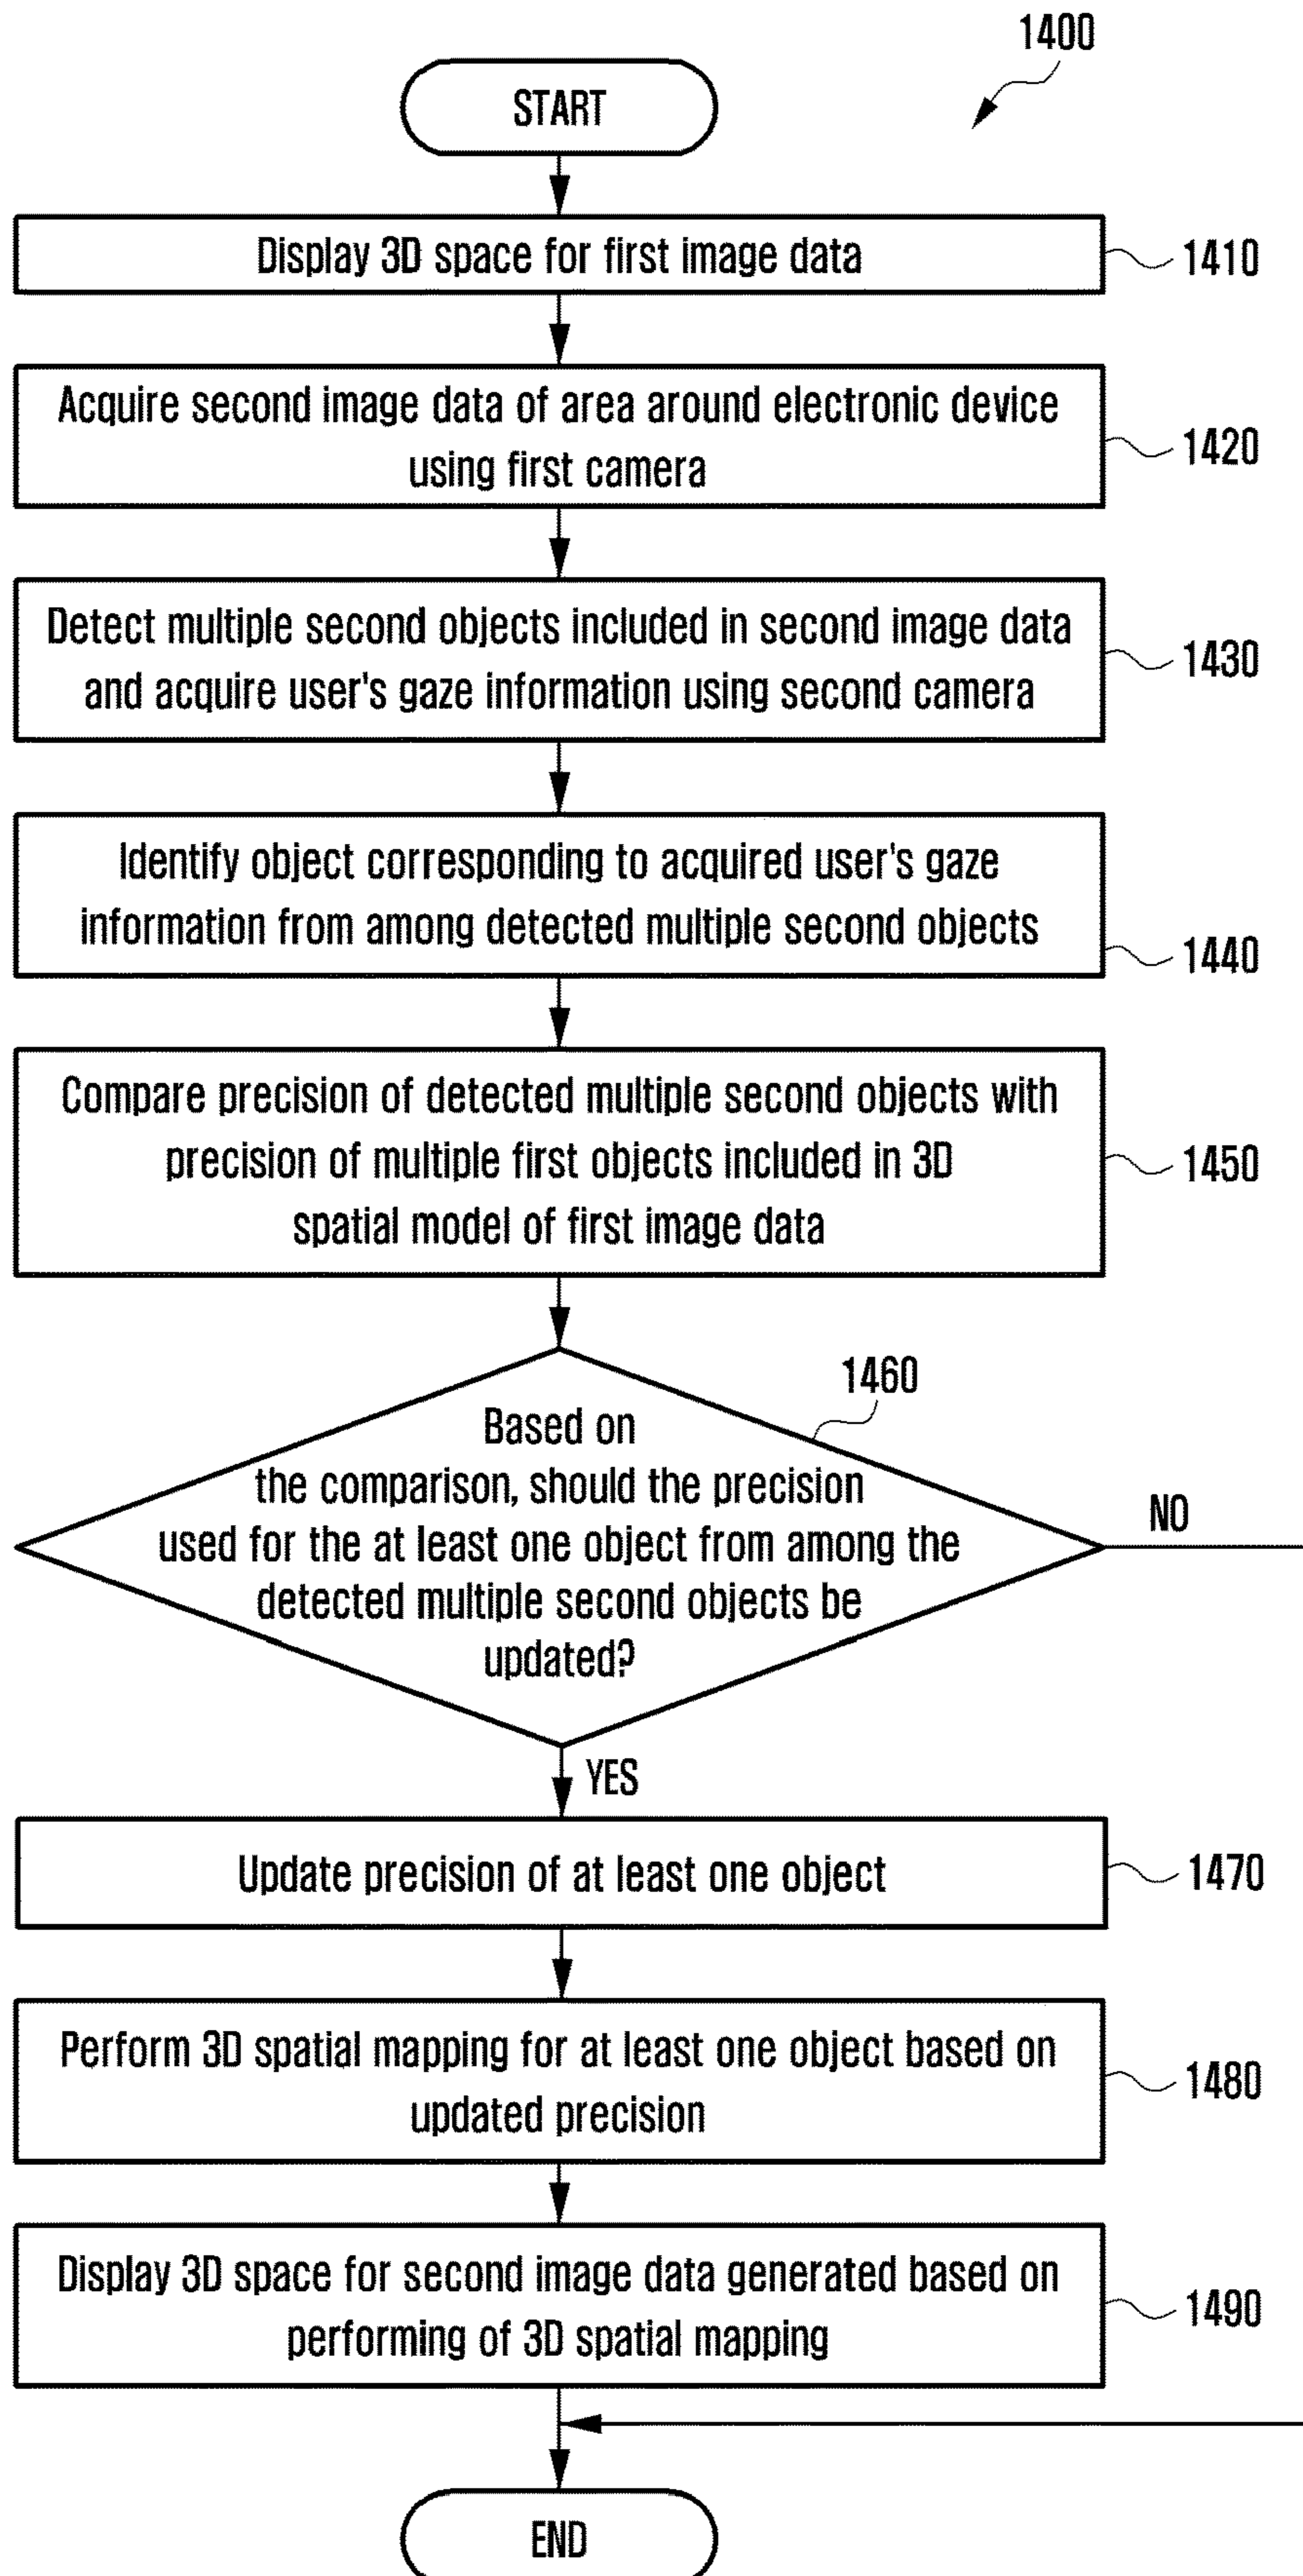 1400
START
Display 3D space for first image data
1410
Acquire second image data of area around electronic device
using first camera
1420
Detect multiple second objects included in second image data
and acquire user's gaze information using second camera
1430
Identify object corresponding to acquired user's gaze
information from among detected multiple second objects
1440
Compare precision of detected multiple second objects with
precision of multiple first objects included in 3D
spatial model of first image data
1450
1460
Based on
the comparison, should the precision
used for the at least one object from among the
detected multiple second objects be
updated?
NO
YES
Update precision of at least one object
1470
Perform 3D spatial mapping for at least one object based on
updated precision
1480
Display 3D space for second image data generated based on
performing of 3D spatial mapping
1490
END